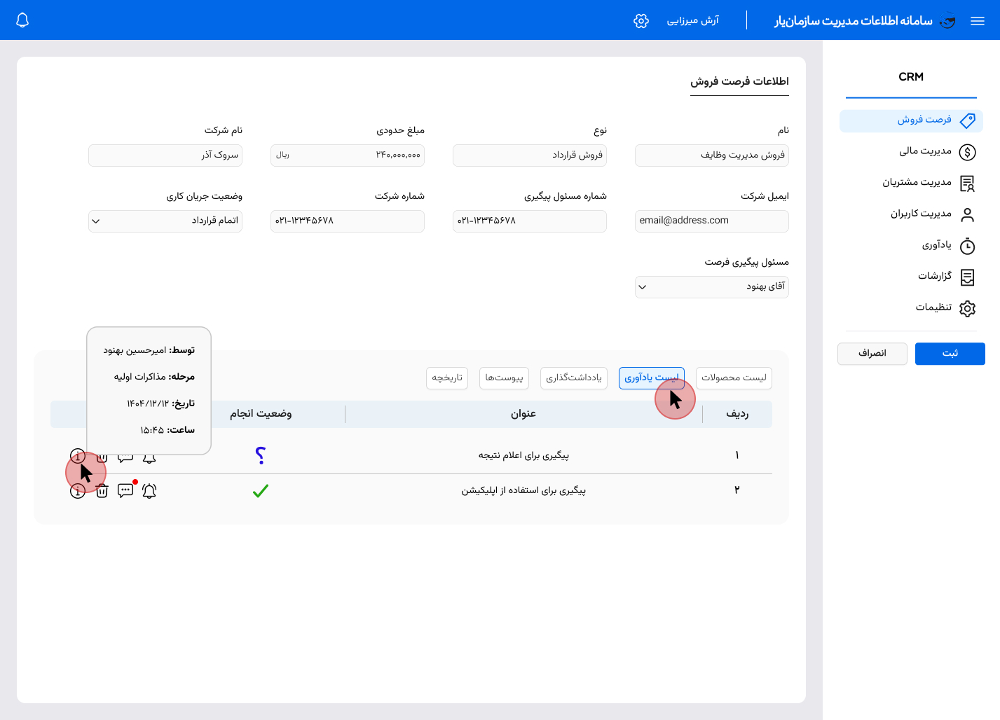 سامانه اطلاعات مدیریت سازمان‌یار
آرش میرزایی
CRM
فرصت فروش
مدیریت مالی
مدیریت مشتریان
مدیریت کاربران
یادآوری
گزارشات
تنظیمات
ثبت
انصراف
اطلاعات فرصت فروش
نام
نوع
مبلغ حدودی
نام شرکت
فروش مدیریت وظایف
فروش قرارداد
۲۴۰,۰۰۰,۰۰۰
ریال
سروک آذر
ایمیل شرکت
شماره مسئول پیگیری
شماره شرکت
وضعیت جریان کاری
email@address.com
۰۲۱-۱۲۳۴۵۶۷۸
۰۲۱-۱۲۳۴۵۶۷۸
اتمام قرارداد
مسئول پیگیری فرصت
آقای بهنود
توسط: امیرحسین بهنود
مرحله: مذاکرات اولیه
تاریخ: ۱۴۰۴/۱۲/۱۲
ساعت: ۱۵:۴۵
لیست محصولات
لیست یادآوری
یادداشت‌گذاری
پیوست‌ها
تاریخچه
ردیف
عنوان
وضعیت انجام
۱
پیگیری برای اعلام نتیجه
؟
۲
پیگیری برای استفاده از اپلیکیشن